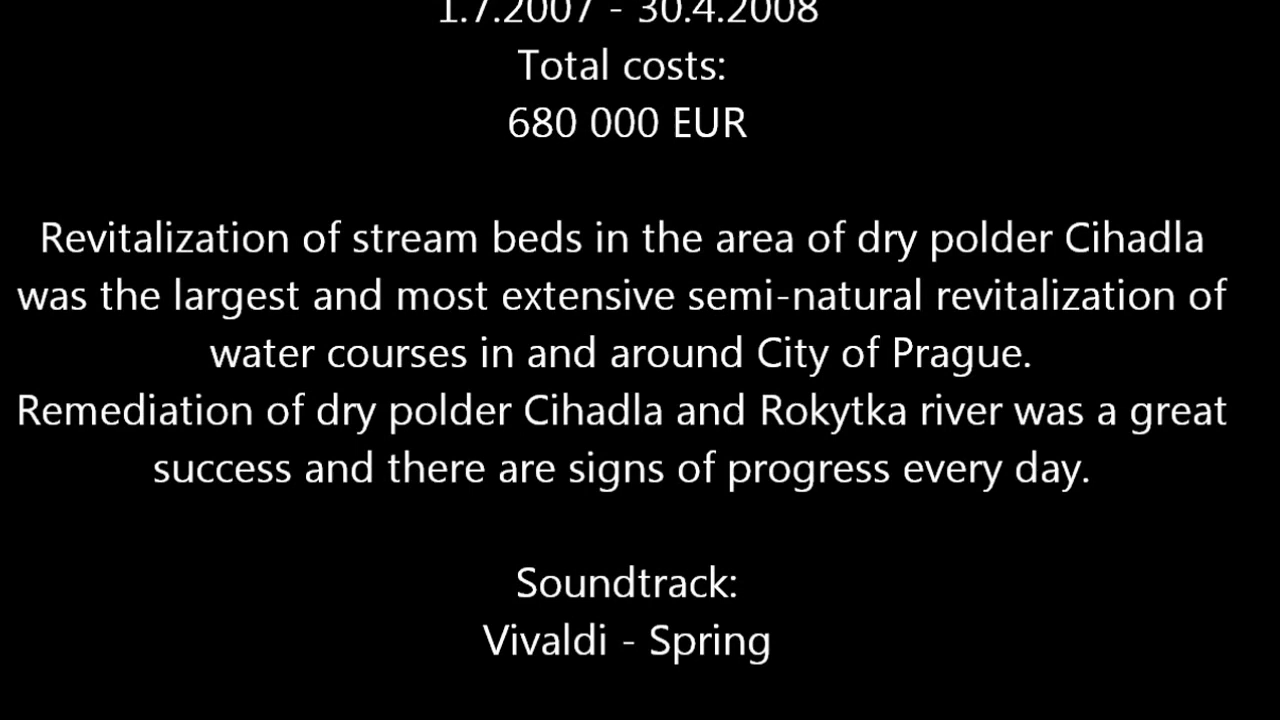 1.7.2007 - 30.4.2008
Total costs:
680 000 EUR
Revitalization of stream beds in the area of dry polder Cihadla
was the largest and most extensive semi-natural revitalization of
water courses in and around City of Prague.
Remediation of dry polder Cihadla and Rokytka river was a great
success and there are signs of progress every day.
Soundtrack:
Vivaldi - Spring